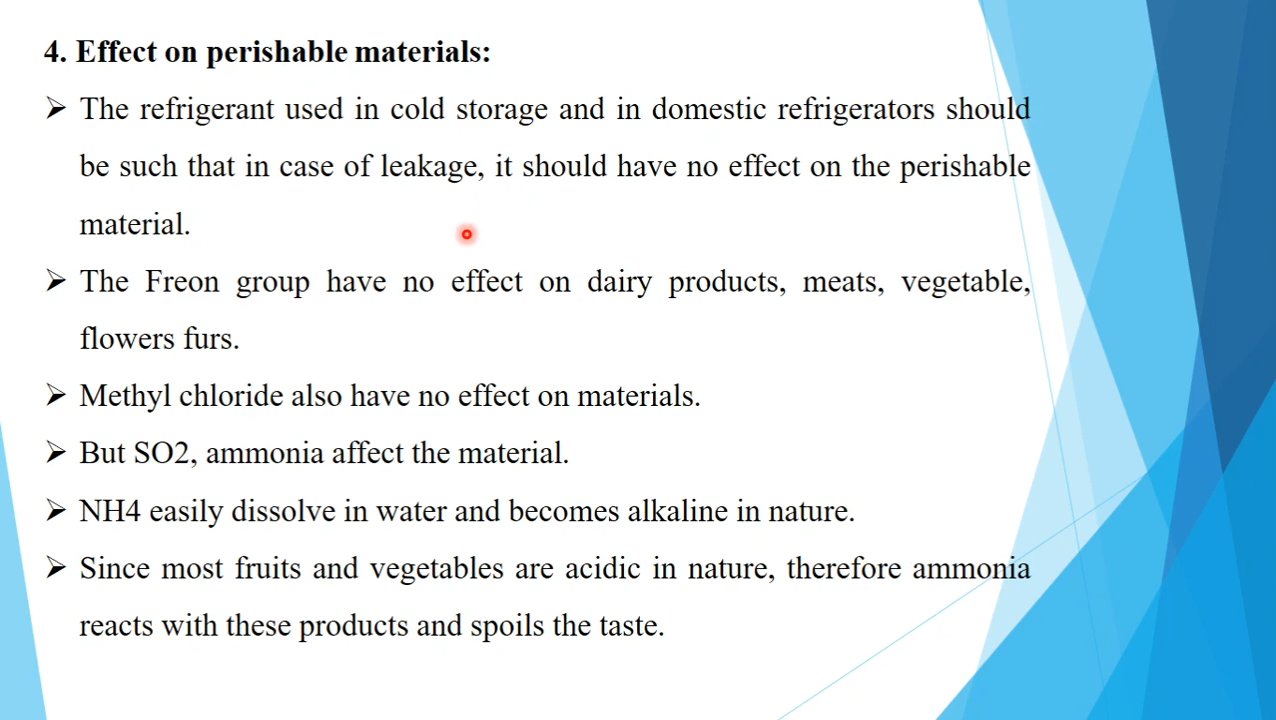 4. Effect on perishable materials:
➢ The refrigerant used in cold storage and in domestic refrigerators should
be such that in case of leakage, it should have no effect on the perishable
material.
➢ The Freon group have no effect on dairy products, meats, vegetable,
flowers furs.
➢ Methyl chloride also have no effect on materials.
➢ But SO2, ammonia affect the material.
➢ NH4 easily dissolve in water and becomes alkaline in nature.
➢ Since most fruits and vegetables are acidic in nature, therefore ammonia
reacts with these products and spoils the taste.